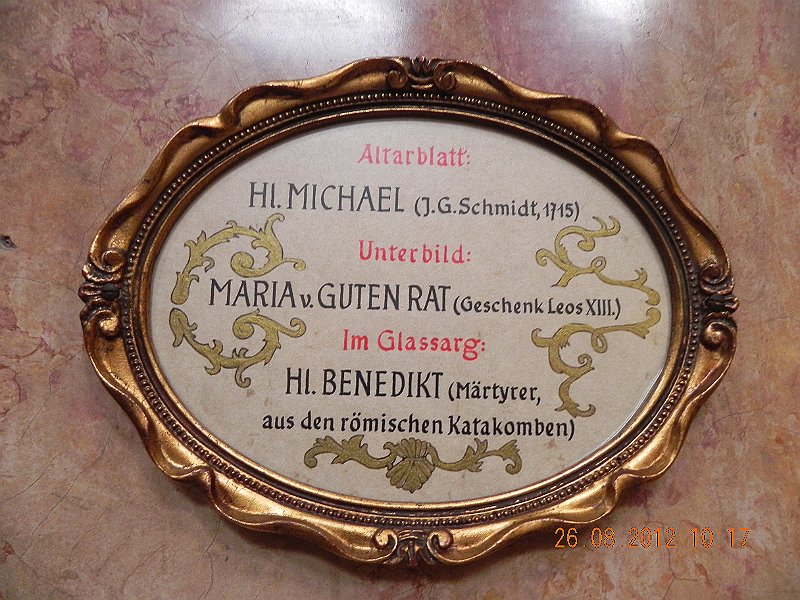 Altarblatt:
Hl. MICHAEL (J.G.Schmidt, 1715)
Unterbild:
MARIA v. GUTEN RAT (Geschenk Leos XIII.)
Im Glassarg:
Hl. BENEDIKT (Märtyrer,
aus den römischen Katakomben)
26.08.2012 10 17